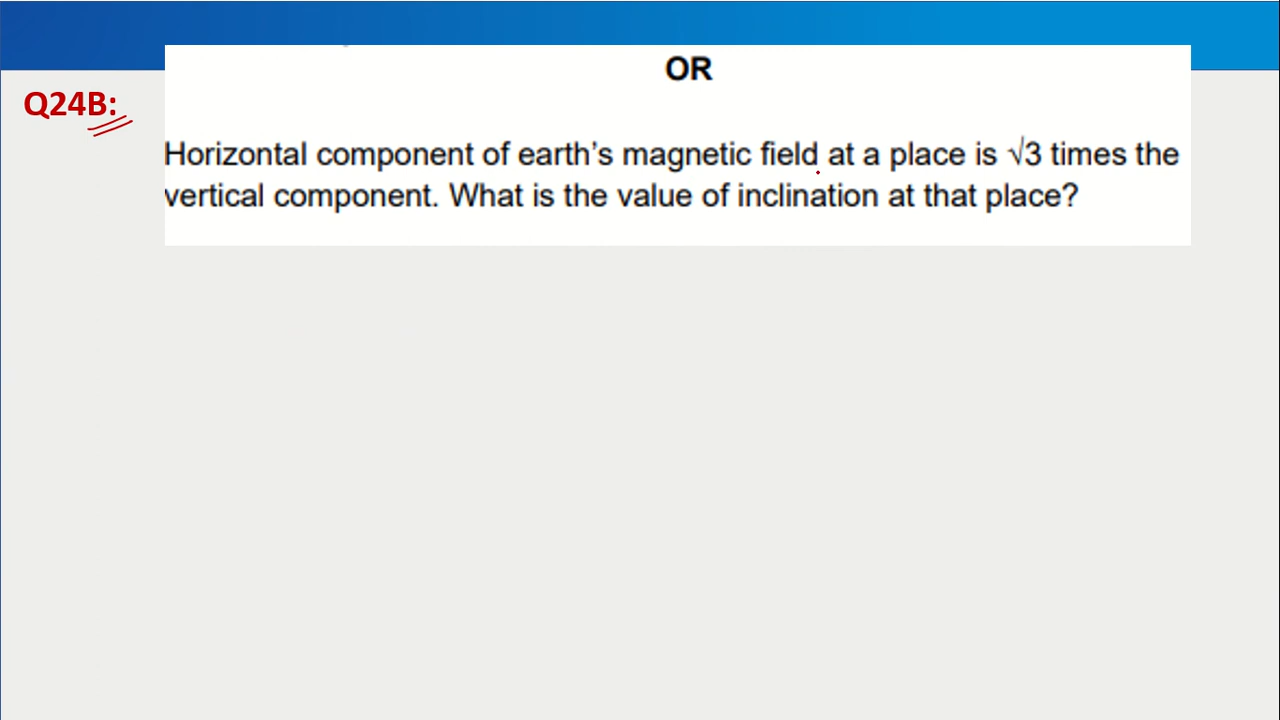 OR
Q24B:
Horizontal component of earth's magnetic field at a place is √3 times the
vertical component. What is the value of inclination at that place?